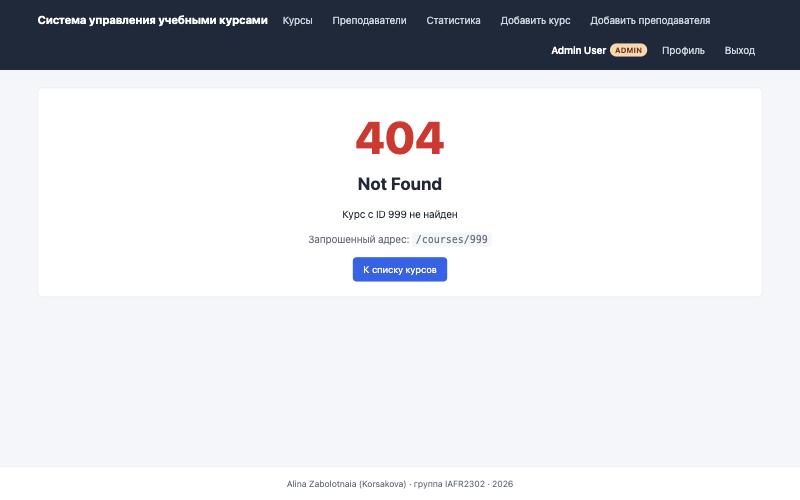 Система управления учебными курсами Курсы Преподаватели Статистика Добавить курс Добавить преподавателя
Admin User ADMIN Профиль Выход
404
Not Found
Курс с ID 999 не найден
Запрошенный адрес: /courses/999
К списку курсов
Alina Zabolotnaia (Korsakova) · группа IAFR2302 · 2026